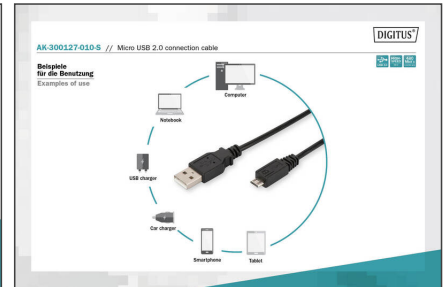 DIGITUS®
AK-300127-010-S // Micro USB 2.0 connection cable
Beispiele
für die Benutzung
Examples of use
Computer
Notebook
USB charger
Car charger
Smartphone
Tablet